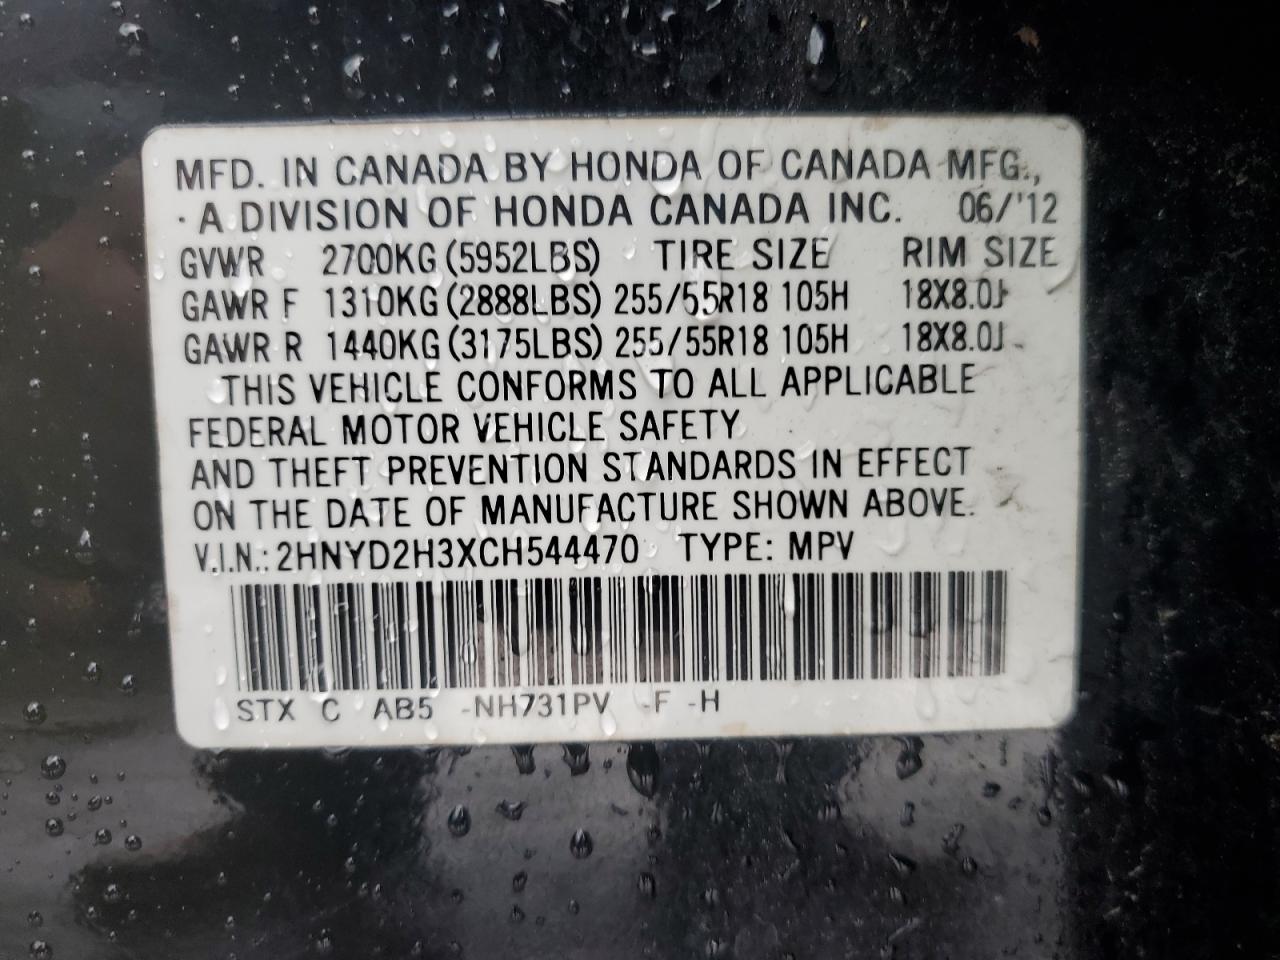 MFD. IN CANADA BY HONDA OF CANADA MFG.,
· A DIVISION OF HONDA CANADA INC. 06/'12
GVWR 2700KG (5952LBS) TIRE SIZE RIM SIZE
GAWR F 1310KG (2888LBS) 255/55R18 105H 18X8.0J
GAWR R 1440KG (3175LBS) 255/55R18 105H 18X8.0J
THIS VEHICLE CONFORMS TO ALL APPLICABLE
FEDERAL MOTOR VEHICLE SAFETY
AND THEFT PREVENTION STANDARDS IN EFFECT
ON THE DATE OF MANUFACTURE SHOWN ABOVE.
V.I.N.: 2HNYD2H3XCH544470 TYPE: MPV
STX C AB5 -NH731PV -F -H